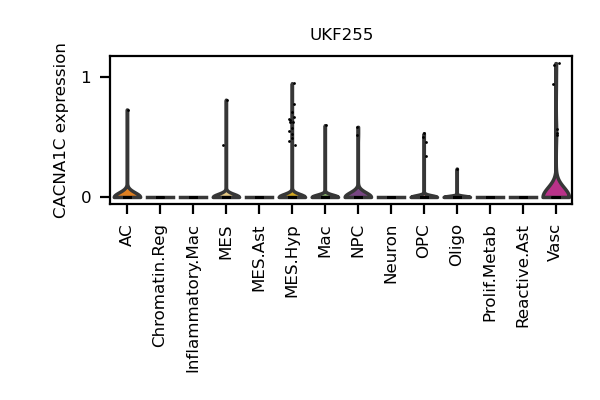 UKF255
CACNA1C expression
1
0
AC
Chromatin.Reg
Inflammatory.Mac
MES
MES.Ast
MES.Hyp
Mac
NPC
Neuron
OPC
Oligo
Prolif.Metab
Reactive.Ast
Vasc